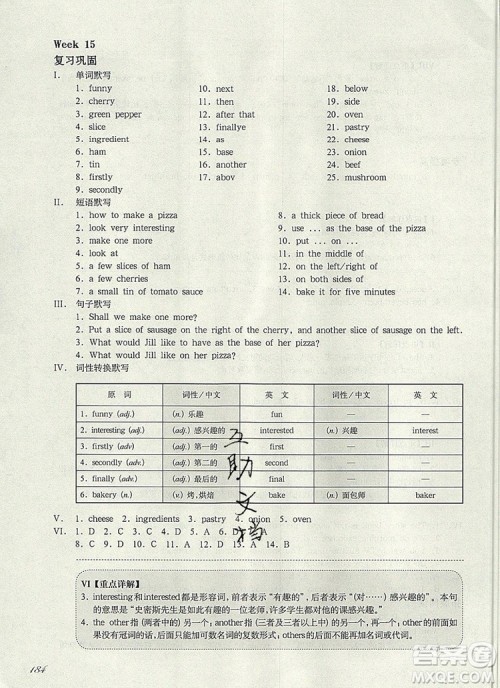 Week 15
复习巩固
I. 单词默写
1. funny 10. next 18. below
2. cherry 11. then 19. side
3. green pepper 12. after that 20. oven
4. slice 13. finallye 21. pastry
5. ingredient 14. as 22. cheese
6. ham 15. base 23. onion
7. tin 16. another 24. beef
8. firstly 17. above 25. mushroom
9. secondly
II. 短语默写
1. how to make a pizza 8. a thick piece of bread
2. look very interesting 9. use ... as the base of ...
3. make one more 10. put ... on ...
4. look at 11. in the middle of
5. a few slices of ham 12. on the left/right of
6. a few cherries 13. on the side
7. a small tin of tomato sauce 14. bake it for five minutes
III. 句子默写
1. Shall we make one more?
2. Put a slice of sausage on the right of the cherry, and another slice of sausage on the left.
3. What would Jill like to have as the base of her pizza?
4. What would Jill like on her pizza?
IV. 词性转换默写
原 词 词性/中文 英 文 词性/中文 英 文
1. funny (adj.) (n.) 乐趣 fun — —
2. interesting (adj.) (adj.) 感兴趣的 interested (n.) 兴趣 interest
3. firstly (adv) (adj.) 第一的 first — —
4. secondly (adv) (adj.) 第二的 second — —
5. finally (adv.) (adj.) 最后的 final — —
6. bakery (n.) (v.) 烤,烘焙 bake (n.) 面包师 baker
V. 1. cheese 2. ingredients 3. pastry 4. onion 5. oven
VI. 1. D 2. C 3. D 4. A 5. B 6. D 7. A
8. C 9. D 10. A 11. A 12. A
VI【重点详解】
3. interesting和interested都是形容词,前者表示“有趣的”,后者表示“(对……)感兴趣的”意思是“史密斯先生是如此有趣的一位老师,许多学生都对他的课感兴趣。”
4. the other指(两者中的)另一,another指(三者及三者以上中的)另一,other的前面如果没有冠词的话,后面应该加可数名词的复数形式;others的后面不能再加名词或代词。
184
互助文档
答案圈
MXQE.COM